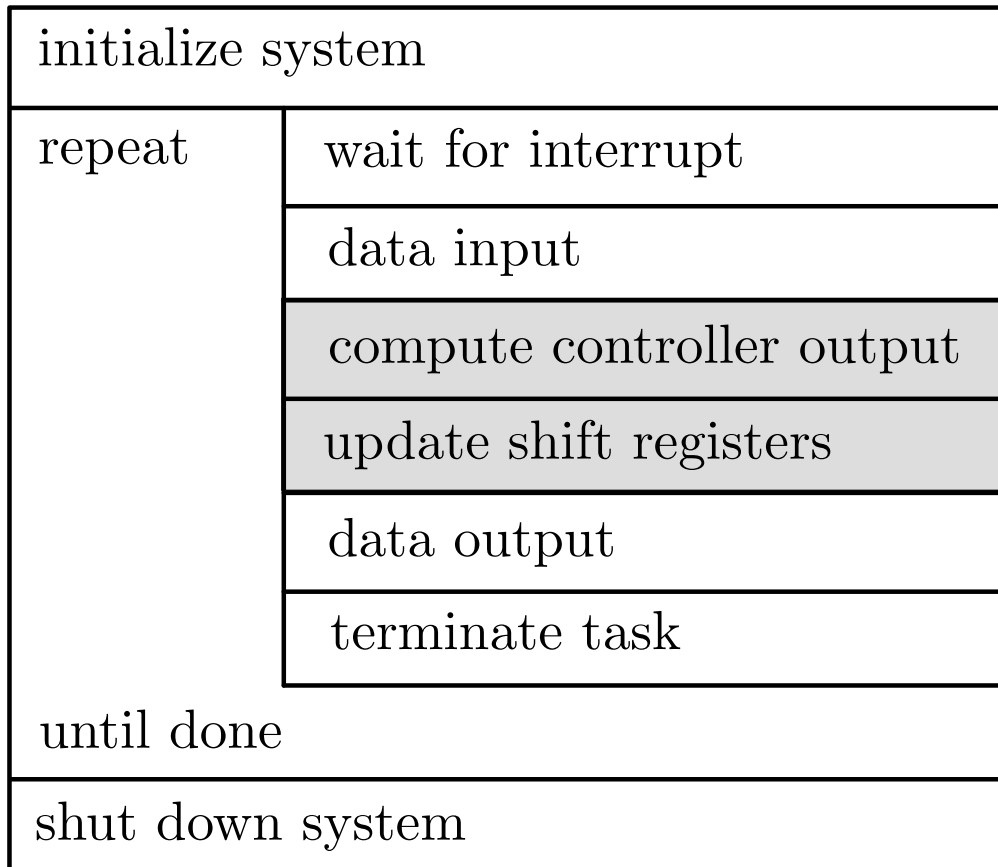 initialize system
repeat
wait for interrupt
data input
compute controller output
update shift registers
data output
terminate task
until done
shut down system